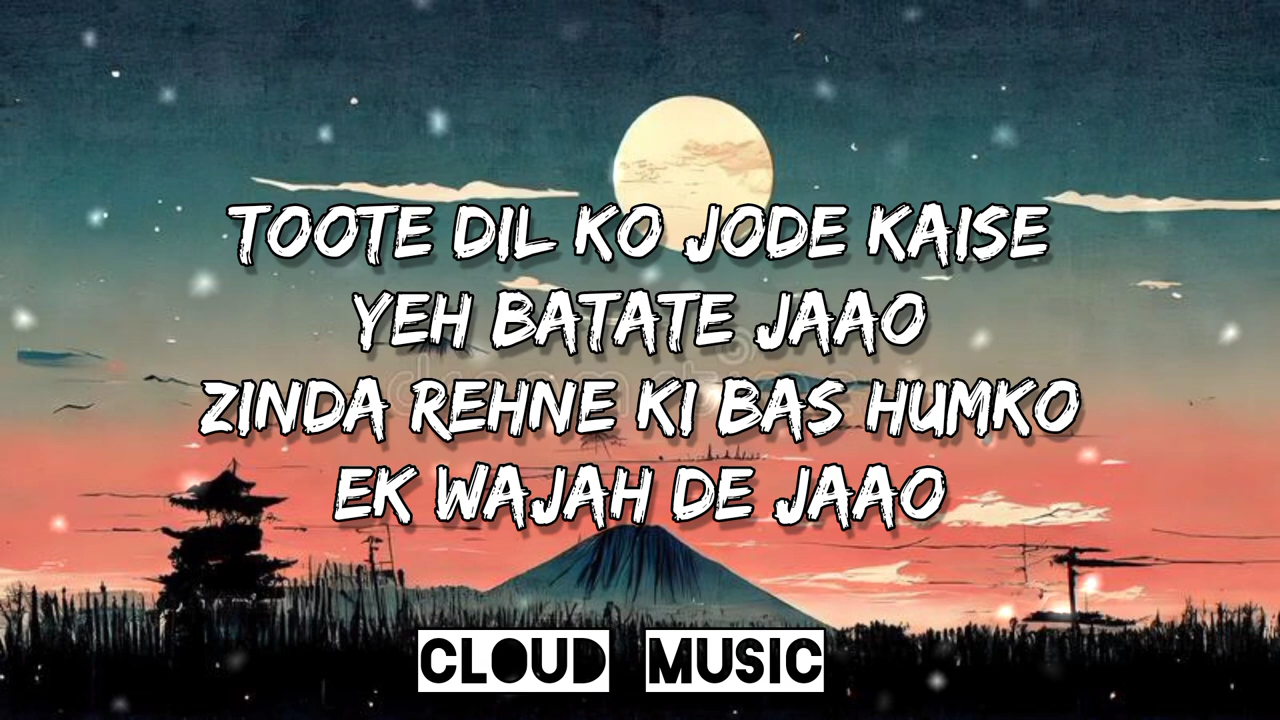 TOOTE DIL KO JODE KAISE
YEH BATATE JAAO
ZINDA REHNE KI BAS HUMKO
EK WAJAH DE JAAO
CLOUD MUSIC